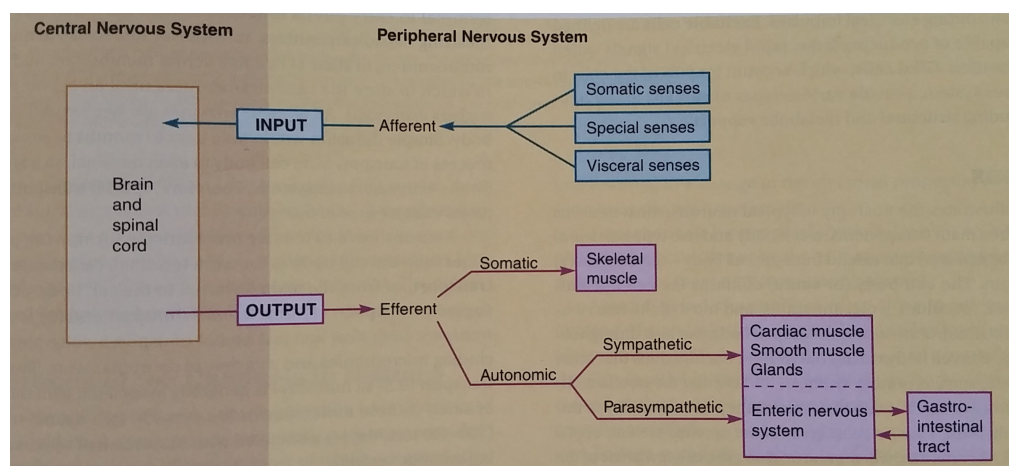 Central Nervous System
Peripheral Nervous System
Somatic senses
INPUT
Afferent
Special senses
Visceral senses
Brain
and
spinal
cord
Somatic
Skeletal
muscle
OUTPUT
Efferent
Sympathetic
Cardiac muscle
Smooth muscle
Glands
Autonomic
Parasympathetic
Enteric nervous
system
Gastro-
intestinal
tract